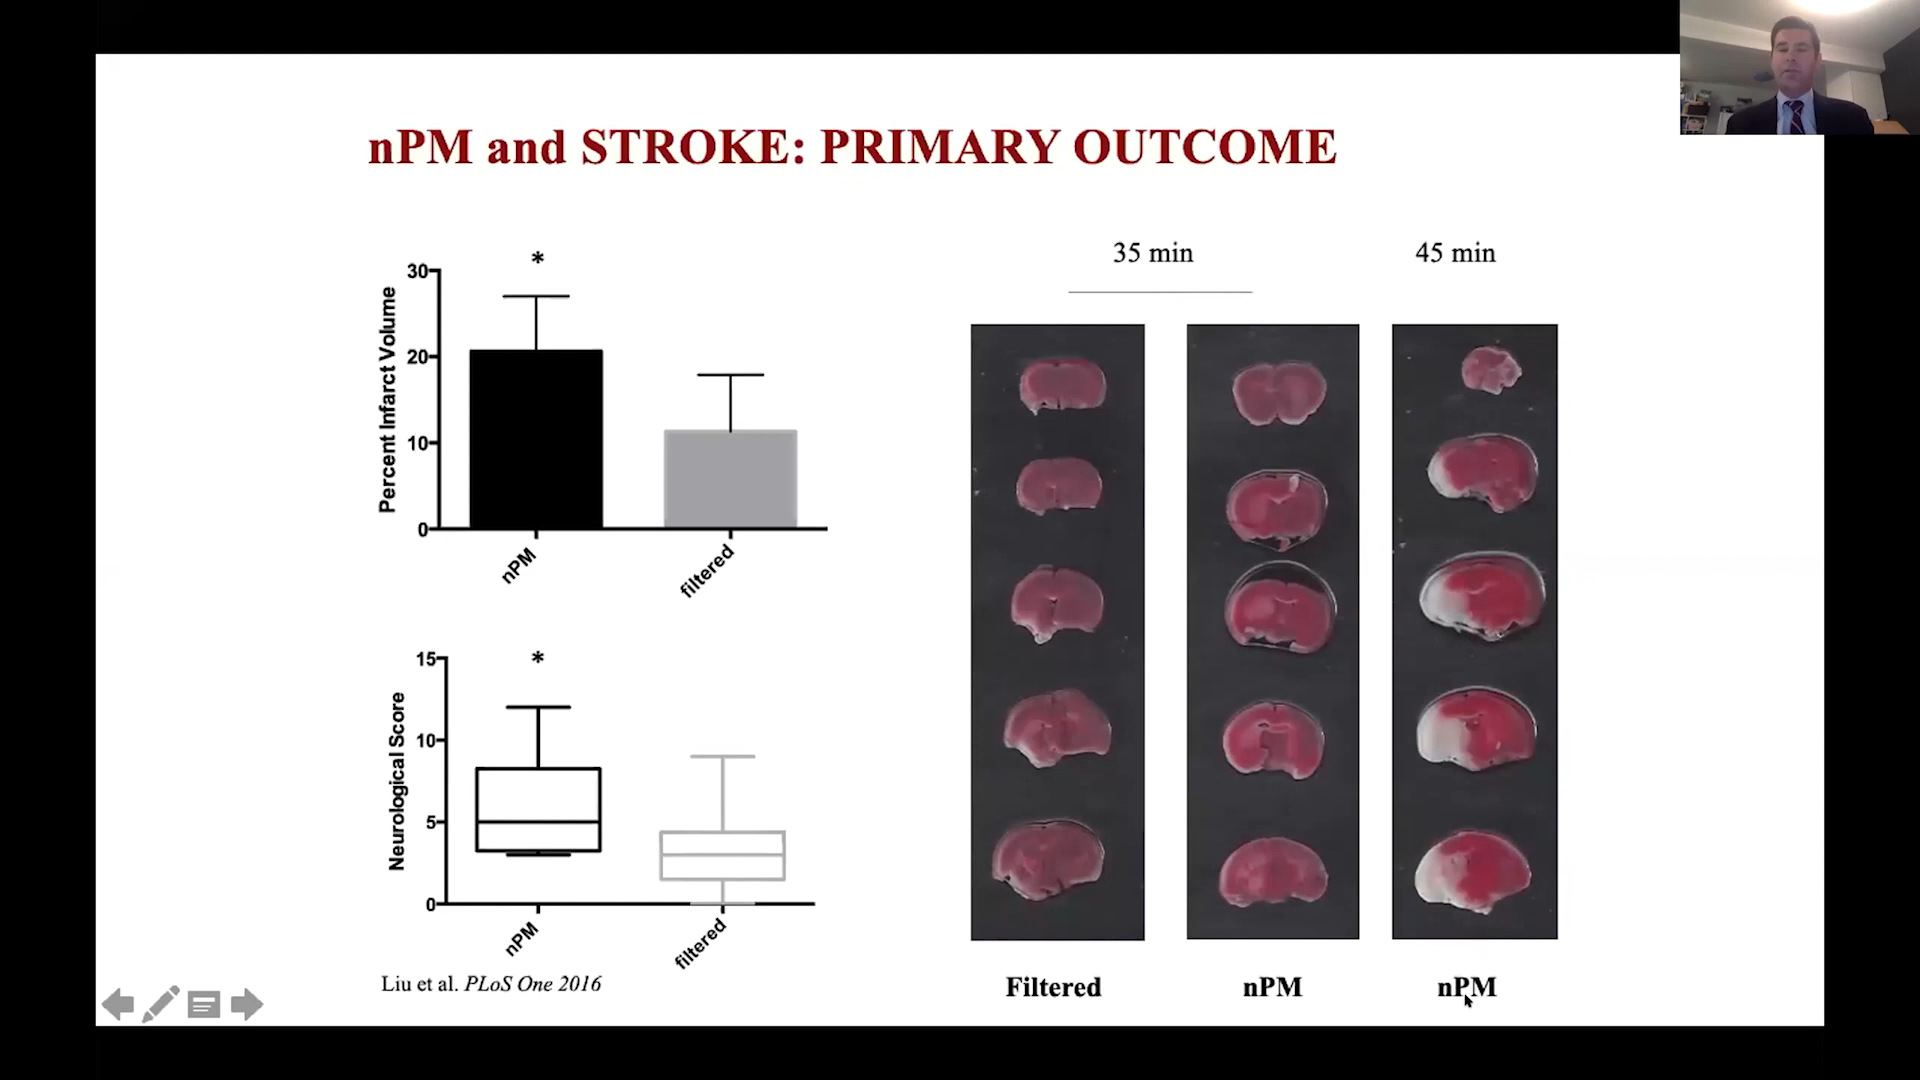 nPM and STROKE: PRIMARY OUTCOME
*
30
20
10
0
Percent Infarct Volume
nPM
filtered
*
15
10
5
0
Neurological Score
nPM
filtered
Liu et al. PLoS One 2016
35 min
45 min
Filtered
nPM
nPM